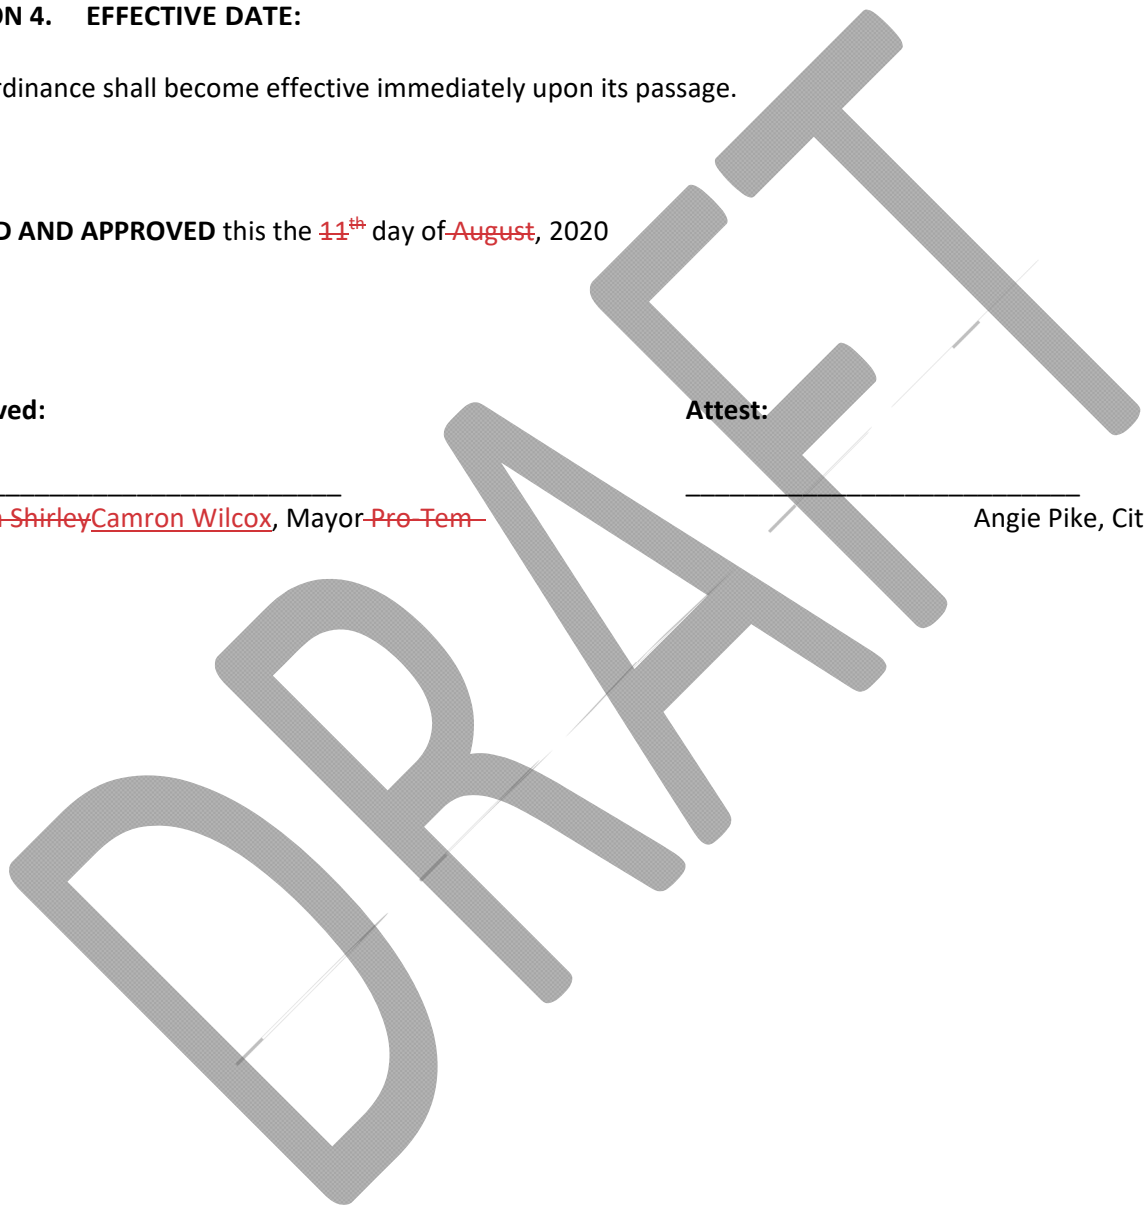 ON 4. EFFECTIVE DATE:
rdinance shall become effective immediately upon its passage.
D AND APPROVED this the 11th day of August, 2020
ved: Attest:
Shirley Camron Wilcox, Mayor Pro-Tem Angie Pike, Cit
DRAFT